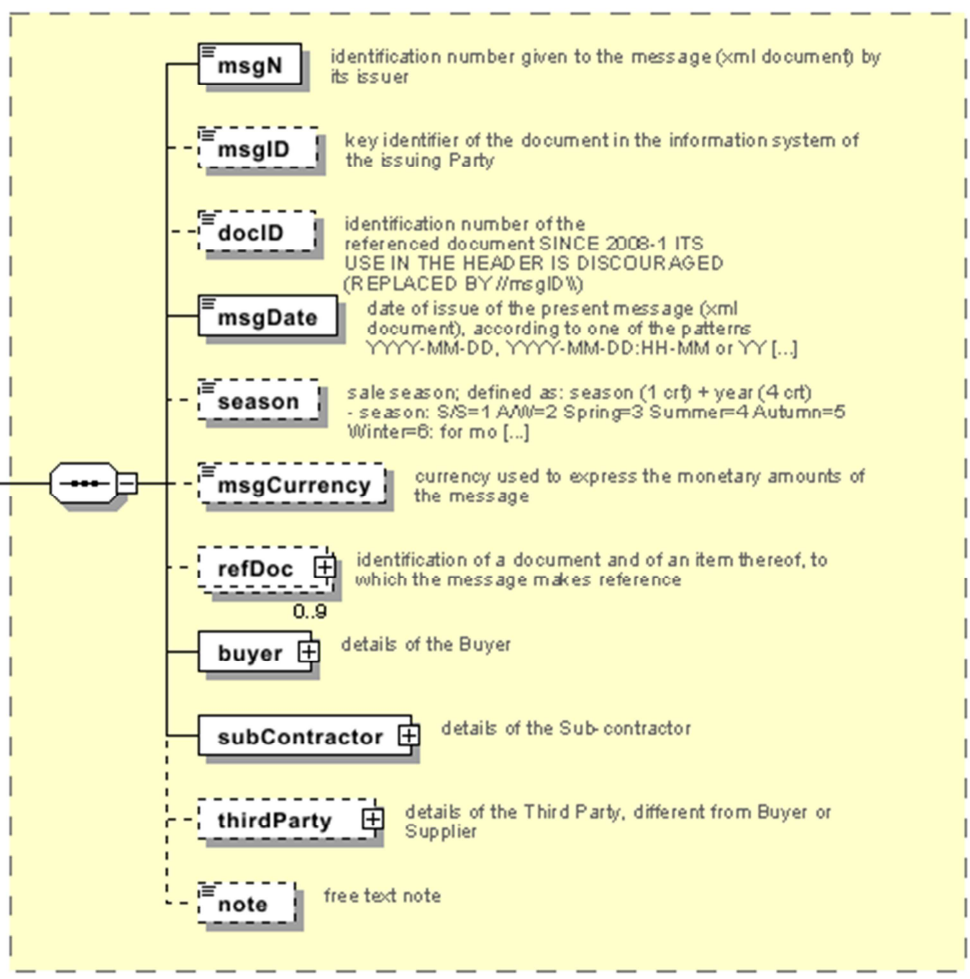 msgN
identification number given to the message (xml document) by
its issuer
msgID
key identifier of the document in the information system of
the issuing Party
docID
identification number of the
referenced document SINCE 2008-1 ITS
USE IN THE HEADER IS DISCOURAGED
(REPLACED BY //msgID\\)
msgDate
date of issue of the present message (xml
document), according to one of the patterns
YYYY-MM-DD, YYYY-MM-DD:HH-MM or YY [...]
season
sale season; defined as: season (1 crt) + year (4 crt)
- season: S/S=1 A/W=2 Spring=3 Summer=4 Autumn=5
Winter=6: for mo [...]
msgCurrency
currency used to express the monetary amounts of
the message
refDoc
identification of a document and of an item thereof, to
which the message makes reference
0..9
buyer
details of the Buyer
subContractor
details of the Sub-contractor
thirdParty
details of the Third Party, different from Buyer or
Supplier
note
free text note